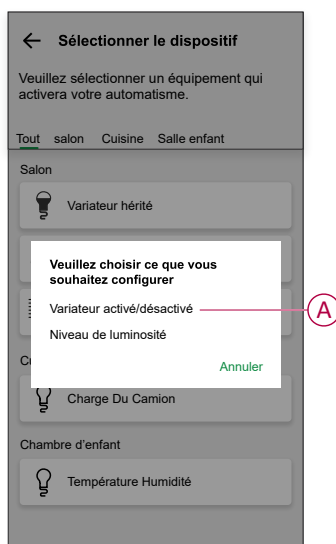 Sélectionner le dispositif
Veuillez sélectionner un équipement qui
activera votre automatisme.
Tout salon Cuisine Salle enfant
Salon
Variateur hérité
Veuillez choisir ce que vous
souhaitez configurer
Variateur activé/désactivé
A
Niveau de luminosité
Annuler
Charge Du Camion
Chambre d'enfant
Température Humidité